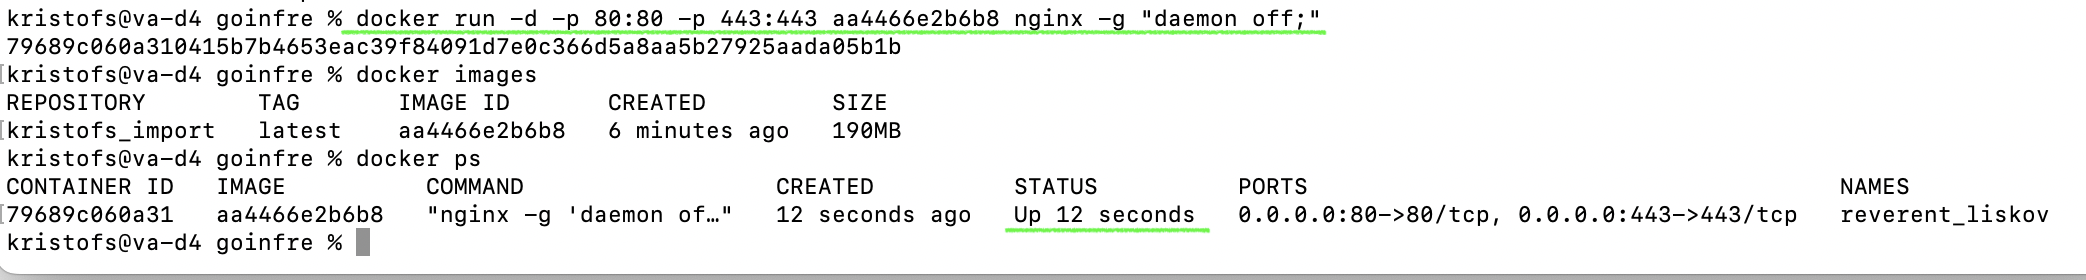 kristofs@va-d4 goinfre % docker run -d -p 80:80 -p 443:443 aa4466e2b6b8 nginx -g "daemon off;"
79689c060a310415b7b4653eac39f84091d7e0c366d5a8aa5b27925aada05b1b
[kristofs@va-d4 goinfre % docker images
REPOSITORY        TAG       IMAGE ID       CREATED         SIZE
[kristofs_import   latest    aa4466e2b6b8   6 minutes ago   190MB
kristofs@va-d4 goinfre % docker ps
CONTAINER ID   IMAGE          COMMAND                  CREATED          STATUS          PORTS                                      NAMES
[79689c060a31   aa4466e2b6b8   "nginx -g 'daemon of…"   12 seconds ago   Up 12 seconds   0.0.0.0:80->80/tcp, 0.0.0.0:443->443/tcp   reverent_liskov
kristofs@va-d4 goinfre %